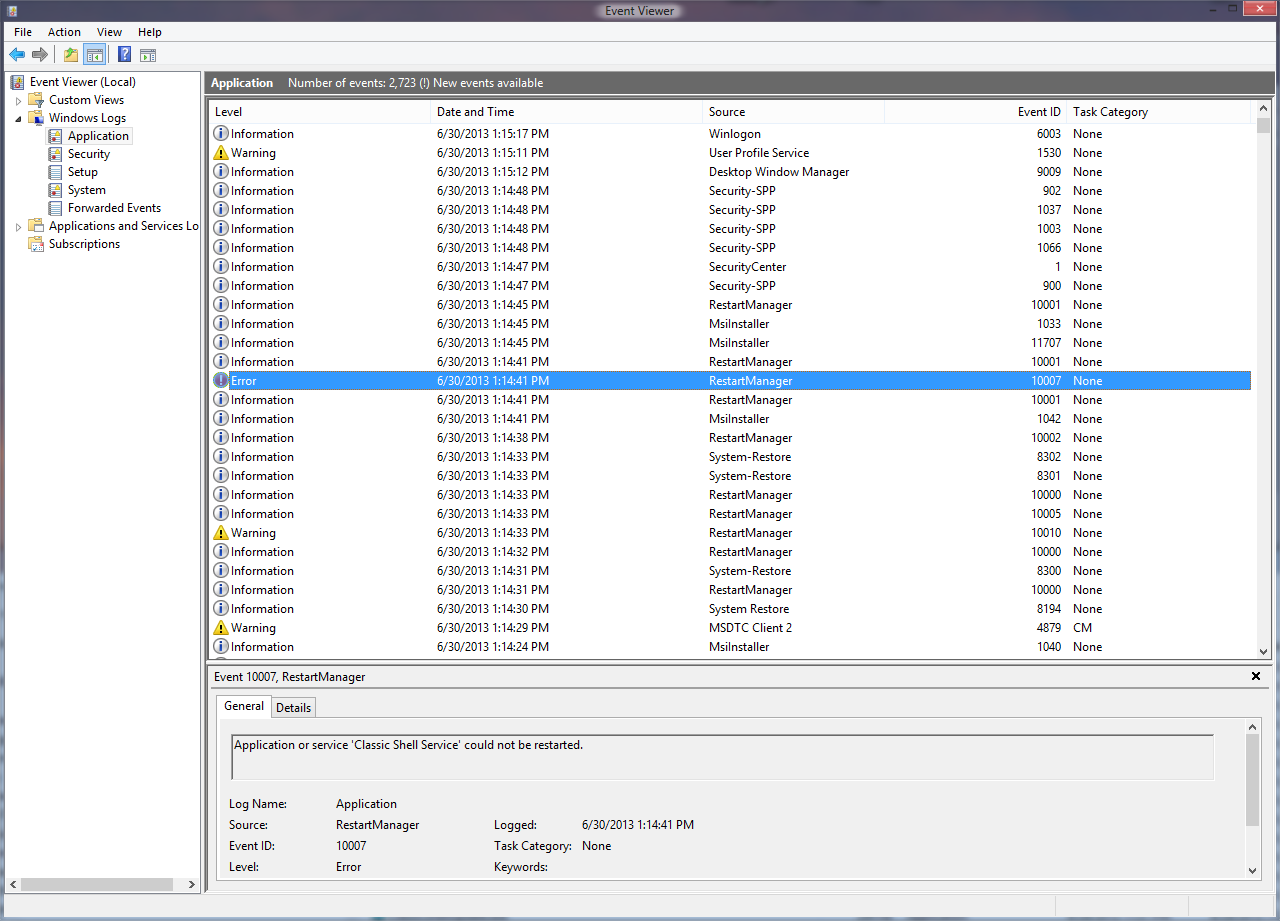 Event Viewer
File Action View Help
Event Viewer (Local)
Custom Views
Windows Logs
Application
Security
Setup
System
Forwarded Events
Applications and Services Lo
Subscriptions
Application Number of events: 2,723 (!) New events available
Level Date and Time Source Event ID Task Category
Information 6/30/2013 1:15:17 PM Winlogon 6003 None
Warning 6/30/2013 1:15:11 PM User Profile Service 1530 None
Information 6/30/2013 1:15:12 PM Desktop Window Manager 9009 None
Information 6/30/2013 1:14:48 PM Security-SPP 902 None
Information 6/30/2013 1:14:48 PM Security-SPP 1037 None
Information 6/30/2013 1:14:48 PM Security-SPP 1003 None
Information 6/30/2013 1:14:48 PM Security-SPP 1066 None
Information 6/30/2013 1:14:47 PM SecurityCenter 1 None
Information 6/30/2013 1:14:47 PM Security-SPP 900 None
Information 6/30/2013 1:14:45 PM RestartManager 10001 None
Information 6/30/2013 1:14:45 PM MsiInstaller 1033 None
Information 6/30/2013 1:14:45 PM MsiInstaller 11707 None
Information 6/30/2013 1:14:41 PM RestartManager 10001 None
Error 6/30/2013 1:14:41 PM RestartManager 10007 None
Information 6/30/2013 1:14:41 PM RestartManager 10001 None
Information 6/30/2013 1:14:41 PM MsiInstaller 1042 None
Information 6/30/2013 1:14:38 PM RestartManager 10002 None
Information 6/30/2013 1:14:33 PM System-Restore 8302 None
Information 6/30/2013 1:14:33 PM System-Restore 8301 None
Information 6/30/2013 1:14:33 PM RestartManager 10000 None
Information 6/30/2013 1:14:33 PM RestartManager 10005 None
Warning 6/30/2013 1:14:33 PM RestartManager 10010 None
Information 6/30/2013 1:14:32 PM RestartManager 10000 None
Information 6/30/2013 1:14:31 PM System-Restore 8300 None
Information 6/30/2013 1:14:31 PM RestartManager 10000 None
Information 6/30/2013 1:14:30 PM System Restore 8194 None
Warning 6/30/2013 1:14:29 PM MSDTC Client 2 4879 CM
Information 6/30/2013 1:14:24 PM MsiInstaller 1040 None
Event 10007, RestartManager
General Details
Application or service 'Classic Shell Service' could not be restarted.
Log Name: Application
Source: RestartManager Logged: 6/30/2013 1:14:41 PM
Event ID: 10007 Task Category: None
Level: Error Keywords: